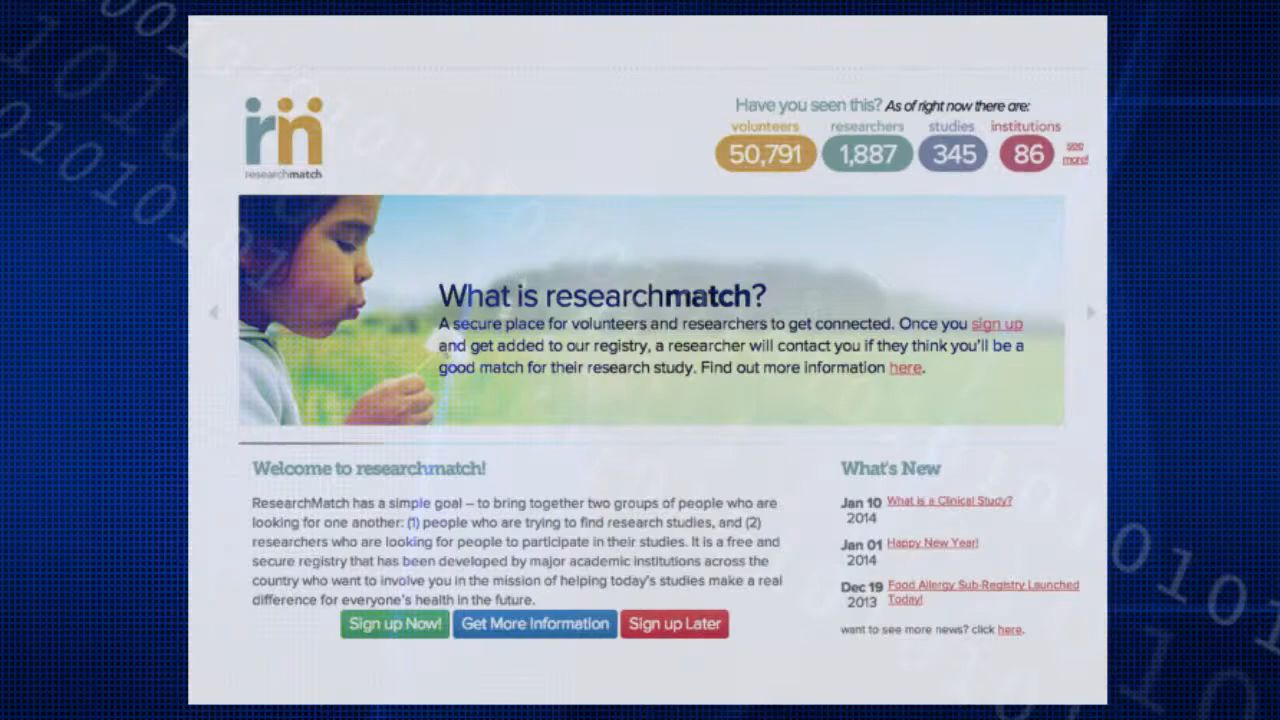 rm
researchmatch
Have you seen this? As of right now there are:
volunteers researchers studies institutions
50,791 1,887 345 86 see more!
What is researchmatch?
A secure place for volunteers and researchers to get connected. Once you sign up
and get added to our registry, a researcher will contact you if they think you'll be a
good match for their research study. Find out more information here.
Welcome to researchmatch!
ResearchMatch has a simple goal – to bring together two groups of people who are
looking for one another: (1) people who are trying to find research studies, and (2)
researchers who are looking for people to participate in their studies. It is a free and
secure registry that has been developed by major academic institutions across the
country who want to involve you in the mission of helping today's studies make a real
difference for everyone's health in the future.
Sign up Now! Get More Information Sign up Later
What's New
Jan 10 What is a Clinical Study?
2014
Jan 01 Happy New Year!
2014
Dec 19 Food Allergy Sub-Registry Launched
2013 Today!
want to see more news? click here.